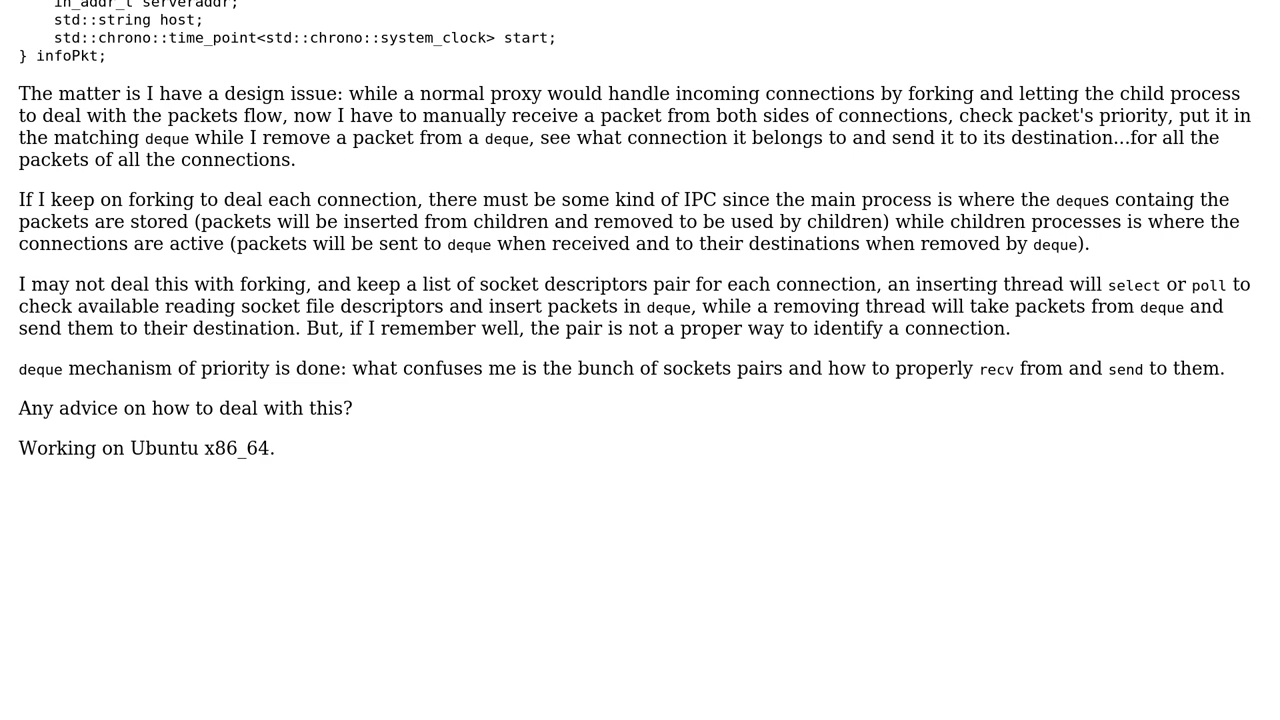 in_addr_t serveraddr;
std::string host;
std::chrono::time_point<std::chrono::system_clock> start;
} infoPkt;
The matter is I have a design issue: while a normal proxy would handle incoming connections by forking and letting the child process
to deal with the packets flow, now I have to manually receive a packet from both sides of connections, check packet's priority, put it in
the matching deque while I remove a packet from a deque, see what connection it belongs to and send it to its destination...for all the
packets of all the connections.
If I keep on forking to deal each connection, there must be some kind of IPC since the main process is where the deques containg the
packets are stored (packets will be inserted from children and removed to be used by children) while children processes is where the
connections are active (packets will be sent to deque when received and to their destinations when removed by deque).
I may not deal this with forking, and keep a list of socket descriptors pair for each connection, an inserting thread will select or poll to
check available reading socket file descriptors and insert packets in deque, while a removing thread will take packets from deque and
send them to their destination. But, if I remember well, the pair is not a proper way to identify a connection.
deque mechanism of priority is done: what confuses me is the bunch of sockets pairs and how to properly recv from and send to them.
Any advice on how to deal with this?
Working on Ubuntu x86_64.